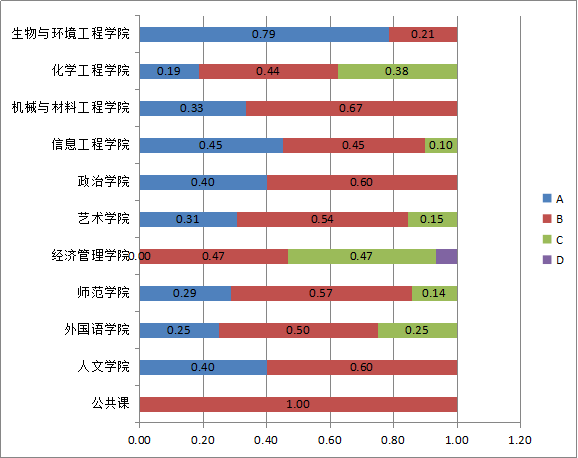 生物与环境工程学院 0.79 0.21
化学工程学院 0.19 0.44 0.38
机械与材料工程学院 0.33 0.67
信息工程学院 0.45 0.45 0.10
政治学院 0.40 0.60
艺术学院 0.31 0.54 0.15
经济管理学院 0.00 0.47 0.47
师范学院 0.29 0.57 0.14
外国语学院 0.25 0.50 0.25
人文学院 0.40 0.60
公共课 1.00
0.00 0.20 0.40 0.60 0.80 1.00 1.20
A
B
C
D